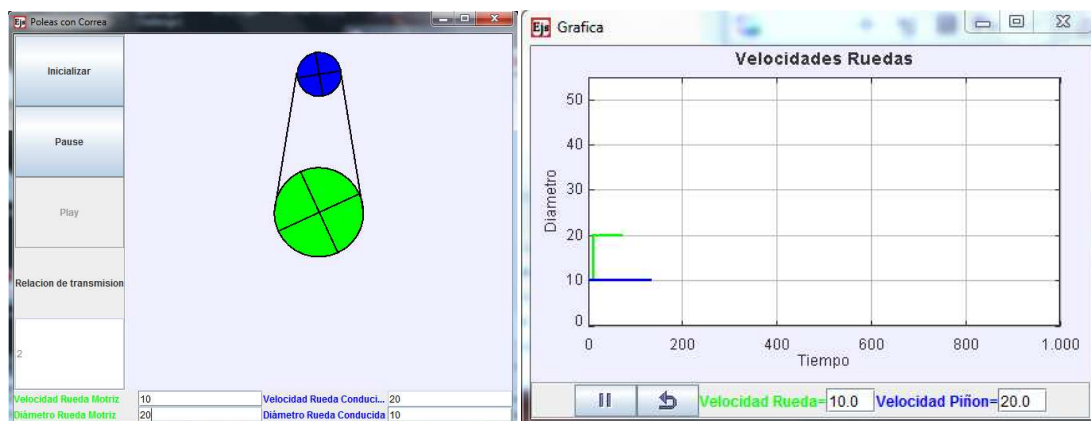 Poleas con Correa
Inicializar
Pause
Play
Relacion de transmision
2
Velocidad Rueda Motriz 10 Velocidad Rueda Conduci... 20
Diámetro Rueda Motriz 20 Diámetro Rueda Conducida 10
Grafica
Velocidades Ruedas
Diametro
50
40
30
20
10
0
0 200 400 600 800 1.000
Tiempo
Velocidad Rueda= 10.0 Velocidad Piñon= 20.0